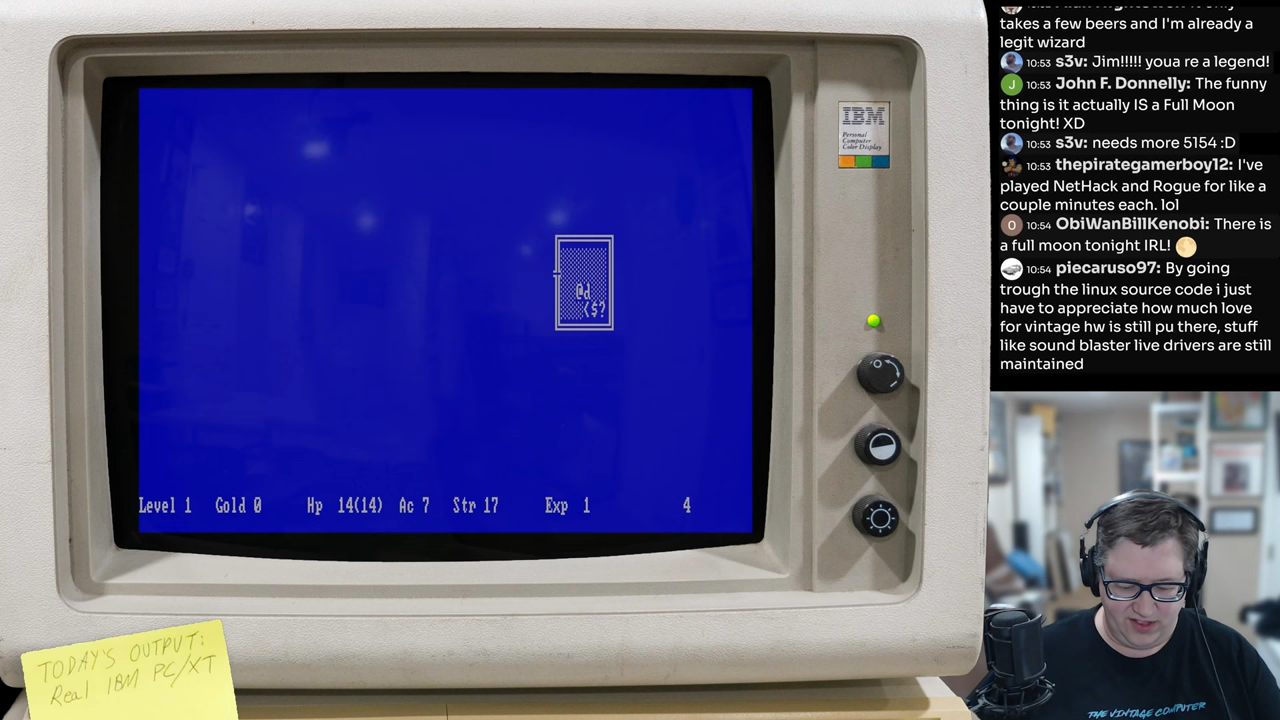 @d
($?
Level 1 Gold 0 Hp 14(14) Ac 7 Str 17 Exp 1 4
IBM
Personal
Computer
Color Display
TODAY'S OUTPUT:
Real IBM PC/XT
takes a few beers and I'm already a
legit wizard
10:53 s3v: Jim!!!!! youa re a legend!
J 10:53 John F. Donnelly: The funny
thing is it actually IS a Full Moon
tonight! XD
10:53 s3v: needs more 5154 :D
10:53 thepirategamerboy12: I've
played NetHack and Rogue for like a
couple minutes each. lol
O 10:54 ObiWanBillKenobi: There is
a full moon tonight IRL! 🌕
10:54 piecaruso97: By going
trough the linux source code i just
have to appreciate how much love
for vintage hw is still pu there, stuff
like sound blaster live drivers are still
maintained
THE VINTAGE COMPUTER